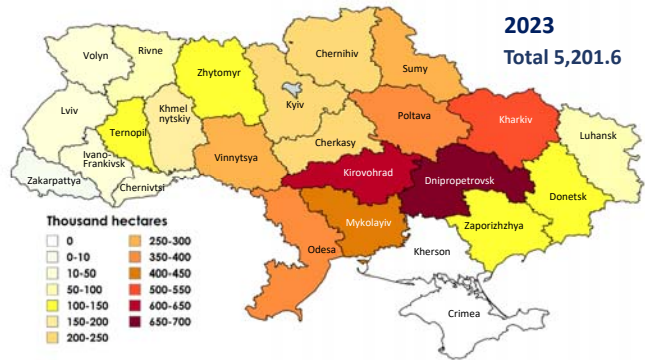 2023
Total 5,201.6
Volyn
Rivne
Zhytomyr
Chernihiv
Sumy
Kyiv
Lviv
Ternopil
Khmel
nytskyi
Poltava
Kharkiv
Luhansk
Cherkasy
Ivano-
Frankivsk
Vinnytsya
Zakarpattya
Chernivtsi
Kirovohrad
Dnipropetrovsk
Donetsk
Mykolayiv
Zaporizhzhya
Odesa
Kherson
Crimea
Thousand hectares
0
0-10
10-50
50-100
100-150
150-200
200-250
250-300
350-400
400-450
500-550
600-650
650-700